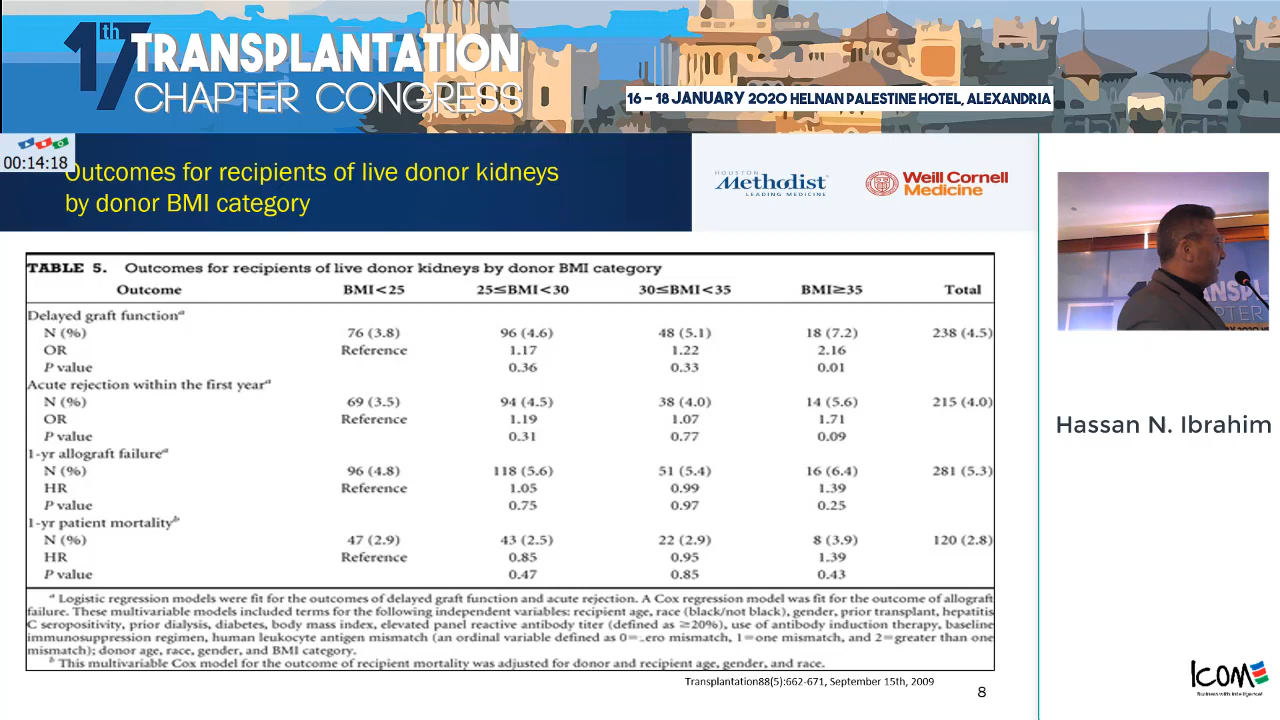 17th TRANSPLANTATION
CHAPTER CONGRESS
16 – 18 JANUARY 2020 HELNAN PALESTINE HOTEL, ALEXANDRIA
00:14:18
Outcomes for recipients of live donor kidneys
by donor BMI category
HOUSTON
Methodist
LEADING MEDICINE
Weill Cornell
Medicine
TABLE 5. Outcomes for recipients of live donor kidneys by donor BMI category
Outcome BMI<25 25≤BMI<30 30≤BMI<35 BMI≥35 Total
Delayed graft functionᵃ
N (%) 76 (3.8) 96 (4.6) 48 (5.1) 18 (7.2) 238 (4.5)
OR Reference 1.17 1.22 2.16
P value 0.36 0.33 0.01
Acute rejection within the first yearᵃ
N (%) 69 (3.5) 94 (4.5) 38 (4.0) 14 (5.6) 215 (4.0)
OR Reference 1.19 1.07 1.71
P value 0.31 0.77 0.09
1-yr allograft failureᵃ
N (%) 96 (4.8) 118 (5.6) 51 (5.4) 16 (6.4) 281 (5.3)
HR Reference 1.05 0.99 1.39
P value 0.75 0.97 0.25
1-yr patient mortalityᵇ
N (%) 47 (2.9) 43 (2.5) 22 (2.9) 8 (3.9) 120 (2.8)
HR Reference 0.85 0.95 1.39
P value 0.47 0.85 0.43
ᵃ Logistic regression models were fit for the outcomes of delayed graft function and acute rejection. A Cox regression model was fit for the outcome of allograft
failure. These multivariable models included terms for the following independent variables: recipient age, race (black/not black), gender, prior transplant, hepatitis
C seropositivity, prior dialysis, diabetes, body mass index, elevated panel reactive antibody titer (defined as ≥20%), use of antibody induction therapy, baseline
immunosuppression regimen, human leukocyte antigen mismatch (an ordinal variable defined as 0=zero mismatch, 1=one mismatch, and 2=greater than one
mismatch); donor age, race, gender, and BMI category.
ᵇ This multivariable Cox model for the outcome of recipient mortality was adjusted for donor and recipient age, gender, and race.
Transplantation88(5):662-671, September 15th, 2009
8
Hassan N. Ibrahim
ICOM
Business with intelligence!